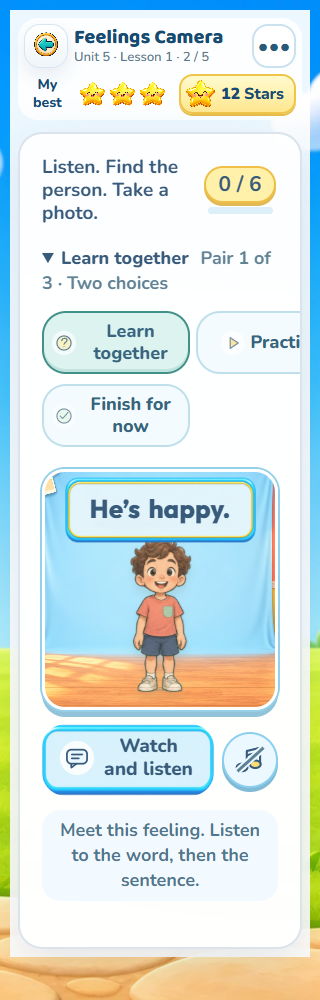 Feelings Camera
Unit 5 · Lesson 1 · 2 / 5
My
best
12 Stars
Listen. Find the
person. Take a
photo.
0 / 6
▼ Learn together Pair 1 of
3 · Two choices
Learn
together
Practi
Finish for
now
He's happy.
Watch
and listen
Meet this feeling. Listen
to the word, then the
sentence.